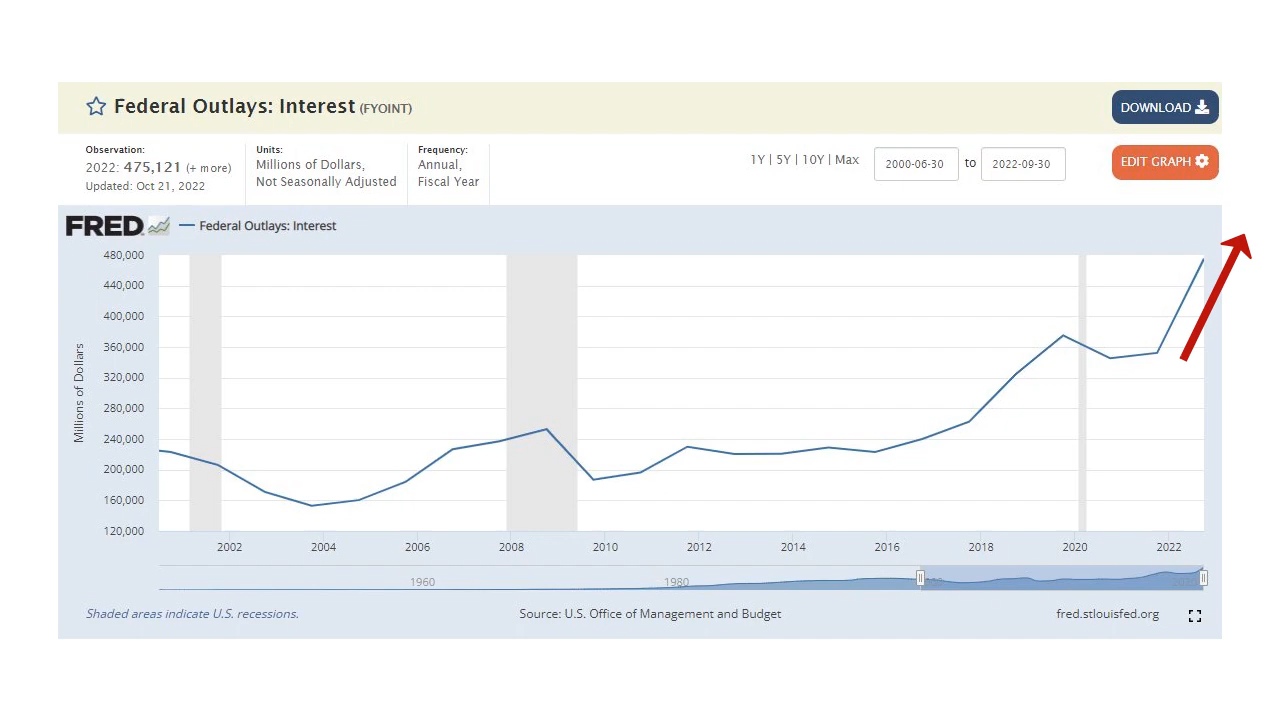 Federal Outlays: Interest (FYOINT)
DOWNLOAD
Observation:
2022: 475,121 (+ more)
Updated: Oct 21, 2022
Units:
Millions of Dollars,
Not Seasonally Adjusted
Frequency:
Annual,
Fiscal Year
1Y | 5Y | 10Y | Max
2000-06-30 to 2022-09-30
EDIT GRAPH
FRED
Federal Outlays: Interest
Millions of Dollars
480,000
440,000
400,000
360,000
320,000
280,000
240,000
200,000
160,000
120,000
2002 2004 2006 2008 2010 2012 2014 2016 2018 2020 2022
1960 1980
Shaded areas indicate U.S. recessions.
Source: U.S. Office of Management and Budget
fred.stlouisfed.org